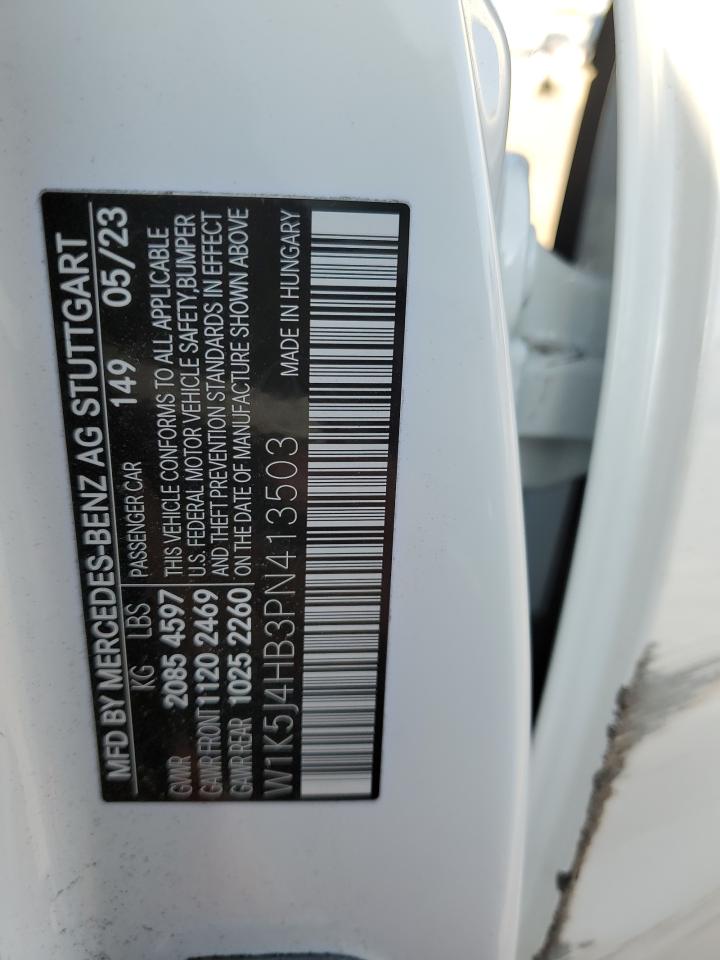 MFD BY MERCEDES-BENZ AG STUTTGART
KG LBS PASSENGER CAR 149 05/23
GVWR 2085 4597 THIS VEHICLE CONFORMS TO ALL APPLICABLE
GAWR FRONT 1120 2469 U.S. FEDERAL MOTOR VEHICLE SAFETY,BUMPER
GAWR REAR 1025 2260 AND THEFT PREVENTION STANDARDS IN EFFECT
ON THE DATE OF MANUFACTURE SHOWN ABOVE
W1K5J4HB3PN413503 MADE IN HUNGARY